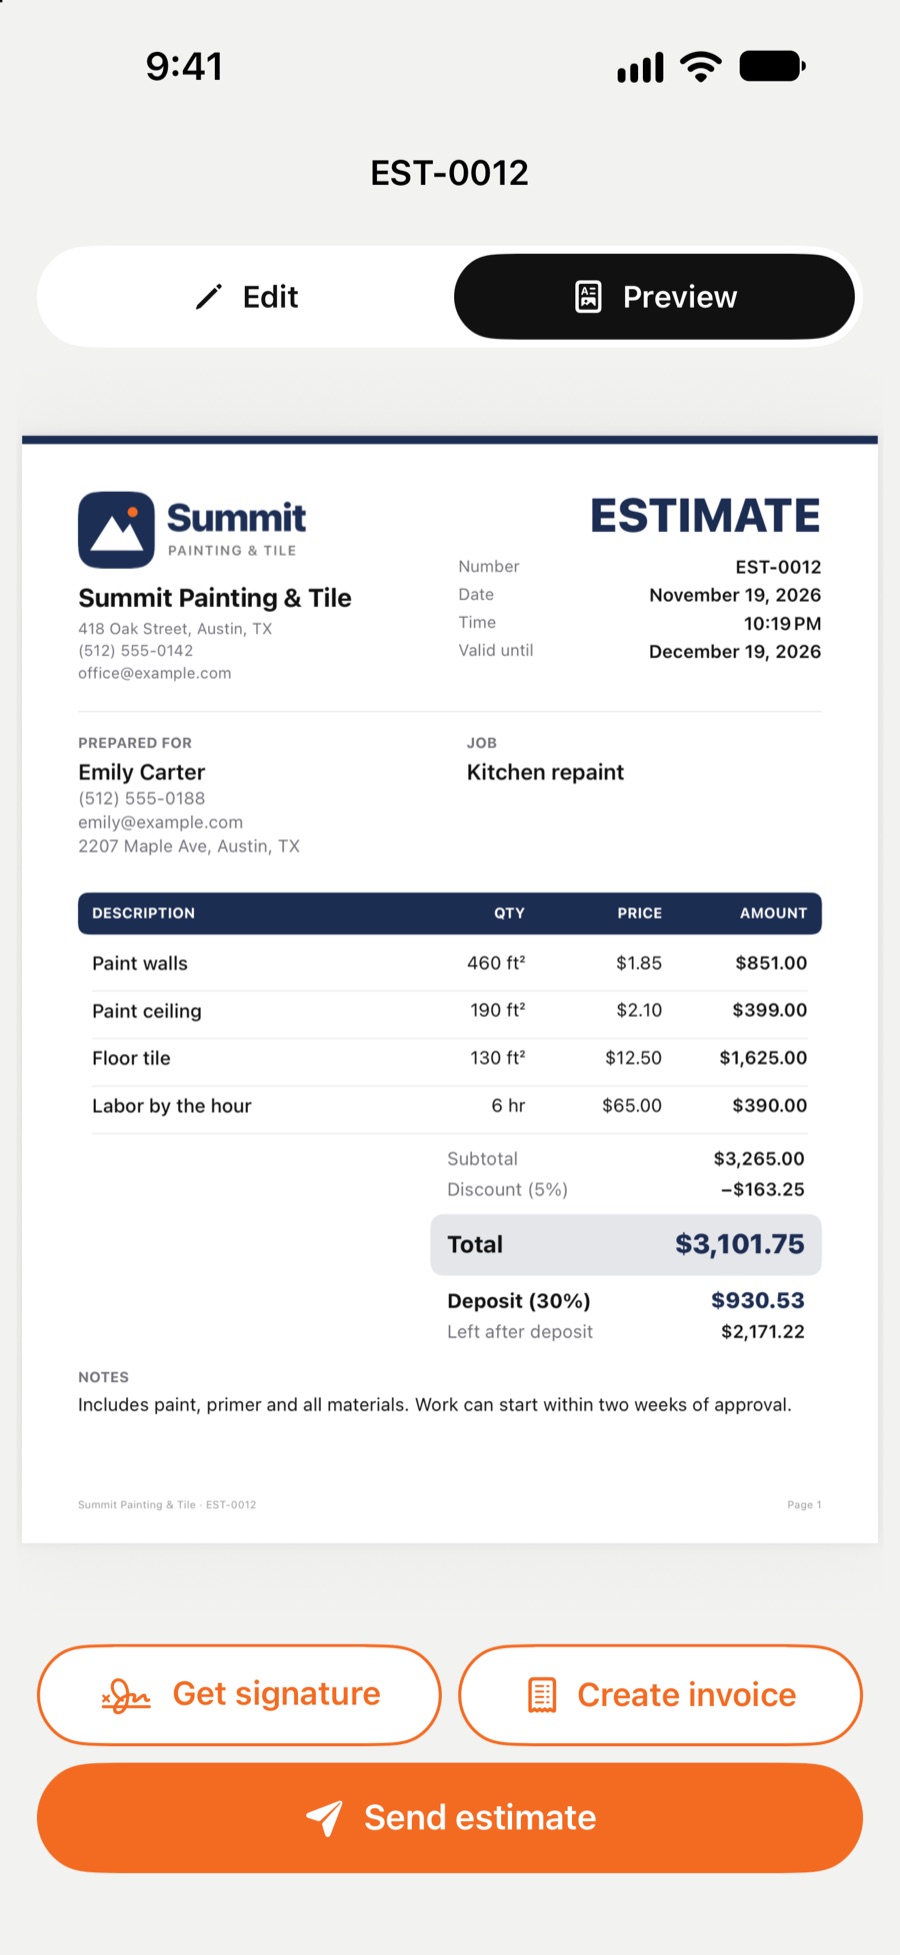 9:41
EST-0012
Edit
Preview
Summit
PAINTING & TILE
ESTIMATE
Summit Painting & Tile
418 Oak Street, Austin, TX
(512) 555-0142
office@example.com
Number EST-0012
Date November 19, 2026
Time 10:19 PM
Valid until December 19, 2026
PREPARED FOR
Emily Carter
(512) 555-0188
emily@example.com
2207 Maple Ave, Austin, TX
JOB
Kitchen repaint
DESCRIPTION QTY PRICE AMOUNT
Paint walls 460 ft² $1.85 $851.00
Paint ceiling 190 ft² $2.10 $399.00
Floor tile 130 ft² $12.50 $1,625.00
Labor by the hour 6 hr $65.00 $390.00
Subtotal $3,265.00
Discount (5%) –$163.25
Total $3,101.75
Deposit (30%) $930.53
Left after deposit $2,171.22
NOTES
Includes paint, primer and all materials. Work can start within two weeks of approval.
Summit Painting & Tile · EST-0012 Page 1
Get signature
Create invoice
Send estimate